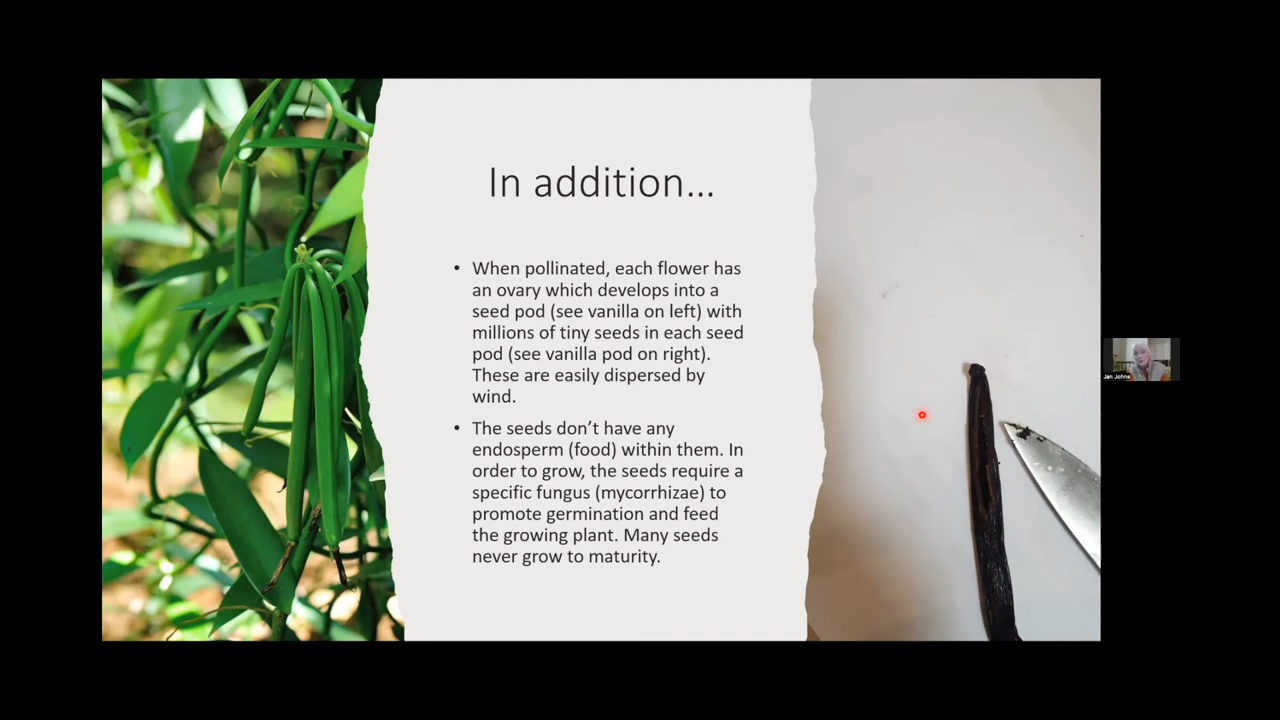 In addition...
• When pollinated, each flower has
an ovary which develops into a
seed pod (see vanilla on left) with
millions of tiny seeds in each seed
pod (see vanilla pod on right).
These are easily dispersed by
wind.
• The seeds don’t have any
endosperm (food) within them. In
order to grow, the seeds require a
specific fungus (mycorrhizae) to
promote germination and feed
the growing plant. Many seeds
never grow to maturity.
Jan Johns